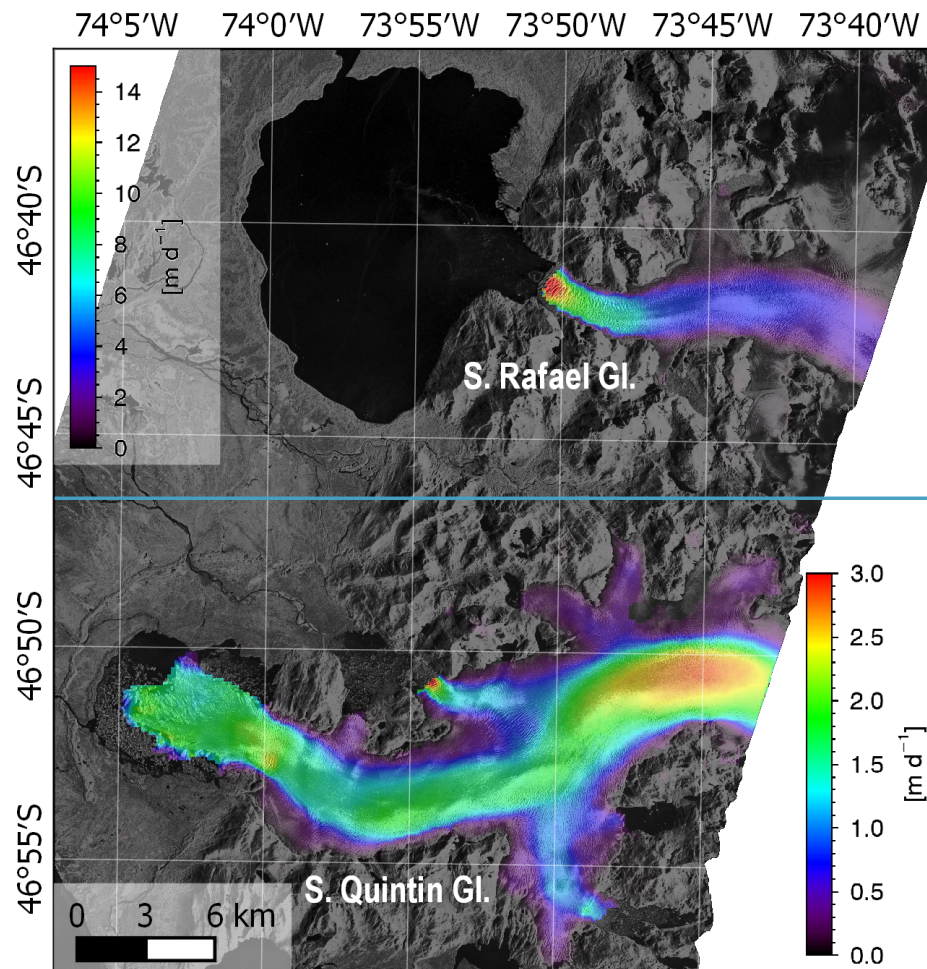 74°5′W 74°0′W 73°55′W 73°50′W 73°45′W 73°40′W
14
12
10
8
6
4
2
0
[m d⁻¹]
46°40′S
S. Rafael Gl.
46°45′S
46°50′S
3.0
2.5
2.0
1.5
1.0
0.5
0.0
[m d⁻¹]
46°55′S
S. Quintin Gl.
0 3 6 km